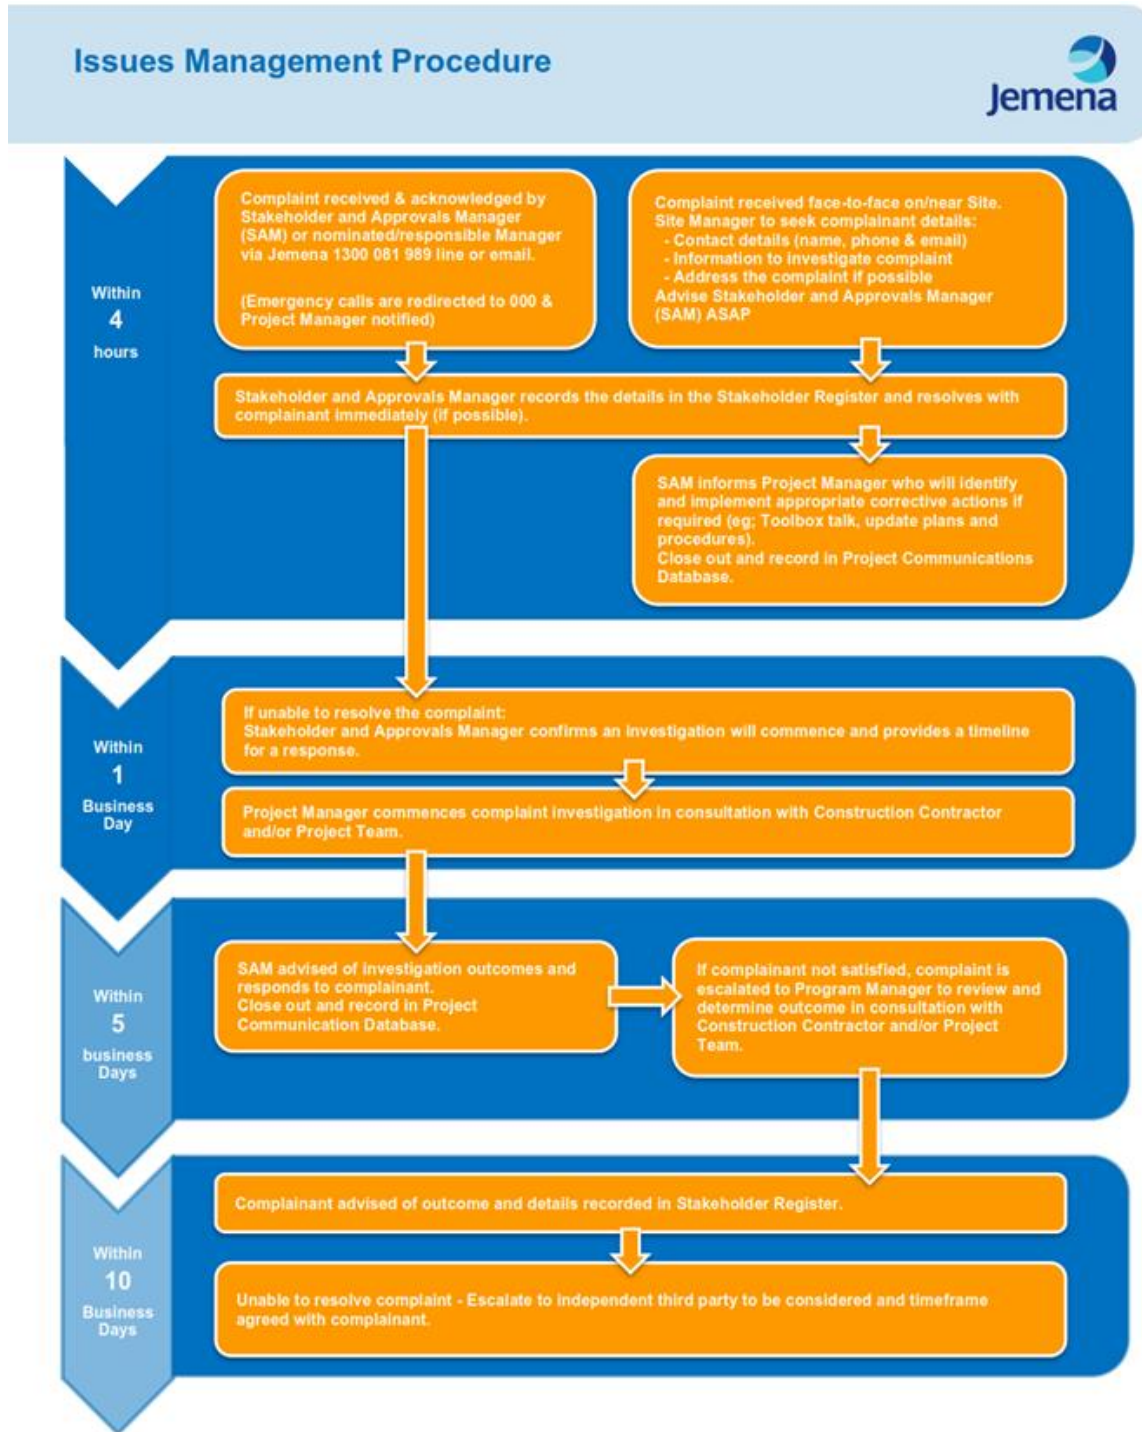 Issues Management Procedure
Jemena
Within
4
hours
Complaint received & acknowledged by
Stakeholder and Approvals Manager
(SAM) or nominated/responsible Manager
via Jemena 1300 081 989 line or email.
(Emergency calls are redirected to 000 &
Project Manager notified)
Complaint received face-to-face on/near Site.
Site Manager to seek complainant details:
- Contact details (name, phone & email)
- Information to investigate complaint
- Address the complaint if possible
Advise Stakeholder and Approvals Manager
(SAM) ASAP
Stakeholder and Approvals Manager records the details in the Stakeholder Register and resolves with
complainant immediately (if possible).
SAM informs Project Manager who will identify
and implement appropriate corrective actions if
required (eg; Toolbox talk, update plans and
procedures).
Close out and record in Project Communications
Database.
Within
1
Business
Day
If unable to resolve the complaint:
Stakeholder and Approvals Manager confirms an investigation will commence and provides a timeline
for a response.
Project Manager commences complaint investigation in consultation with Construction Contractor
and/or Project Team.
Within
5
business
Days
SAM advised of investigation outcomes and
responds to complainant.
Close out and record in Project
Communication Database.
If complainant not satisfied, complaint is
escalated to Program Manager to review and
determine outcome in consultation with
Construction Contractor and/or Project
Team.
Within
10
Business
Days
Complainant advised of outcome and details recorded in Stakeholder Register.
Unable to resolve complaint - Escalate to independent third party to be considered and timeframe
agreed with complainant.